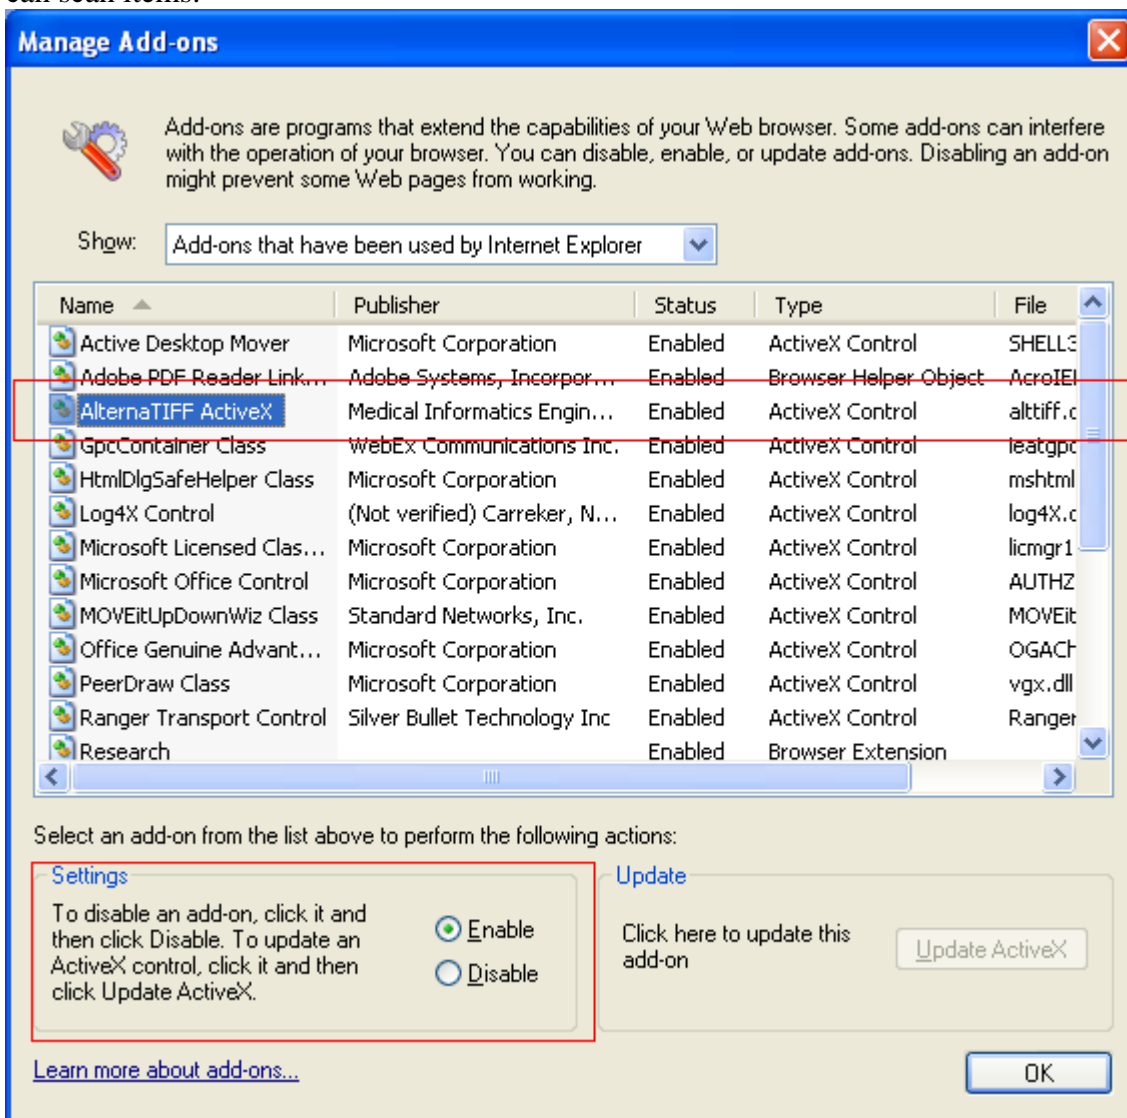 can scan items.
Manage Add-ons
Add-ons are programs that extend the capabilities of your Web browser. Some add-ons can interfere
with the operation of your browser. You can disable, enable, or update add-ons. Disabling an add-on
might prevent some Web pages from working.
Show: Add-ons that have been used by Internet Explorer
Name Publisher Status Type File
Active Desktop Mover Microsoft Corporation Enabled ActiveX Control SHELL3
Adobe PDF Reader Link... Adobe Systems, Incorpor... Enabled Browser Helper Object AcroIE
AlternaTIFF ActiveX Medical Informatics Engin... Enabled ActiveX Control alttiff.
GpcContainer Class WebEx Communications Inc. Enabled ActiveX Control ieatgpc
HtmlDlgSafeHelper Class Microsoft Corporation Enabled ActiveX Control mshtml
Log4X Control (Not verified) Carreker, N... Enabled ActiveX Control log4X.
Microsoft Licensed Clas... Microsoft Corporation Enabled ActiveX Control licmgr1
Microsoft Office Control Microsoft Corporation Enabled ActiveX Control AUTHZ
MOVEitUpDownWiz Class Standard Networks, Inc. Enabled ActiveX Control MOVEit
Office Genuine Advant... Microsoft Corporation Enabled ActiveX Control OGACh
PeerDraw Class Microsoft Corporation Enabled ActiveX Control vgx.dll
Ranger Transport Control Silver Bullet Technology Inc Enabled ActiveX Control Ranger
Research Enabled Browser Extension
Select an add-on from the list above to perform the following actions:
Settings
To disable an add-on, click it and
then click Disable. To update an
ActiveX control, click it and then
click Update ActiveX.
Enable
Disable
Update
Click here to update this
add-on
Update ActiveX
Learn more about add-ons...
OK